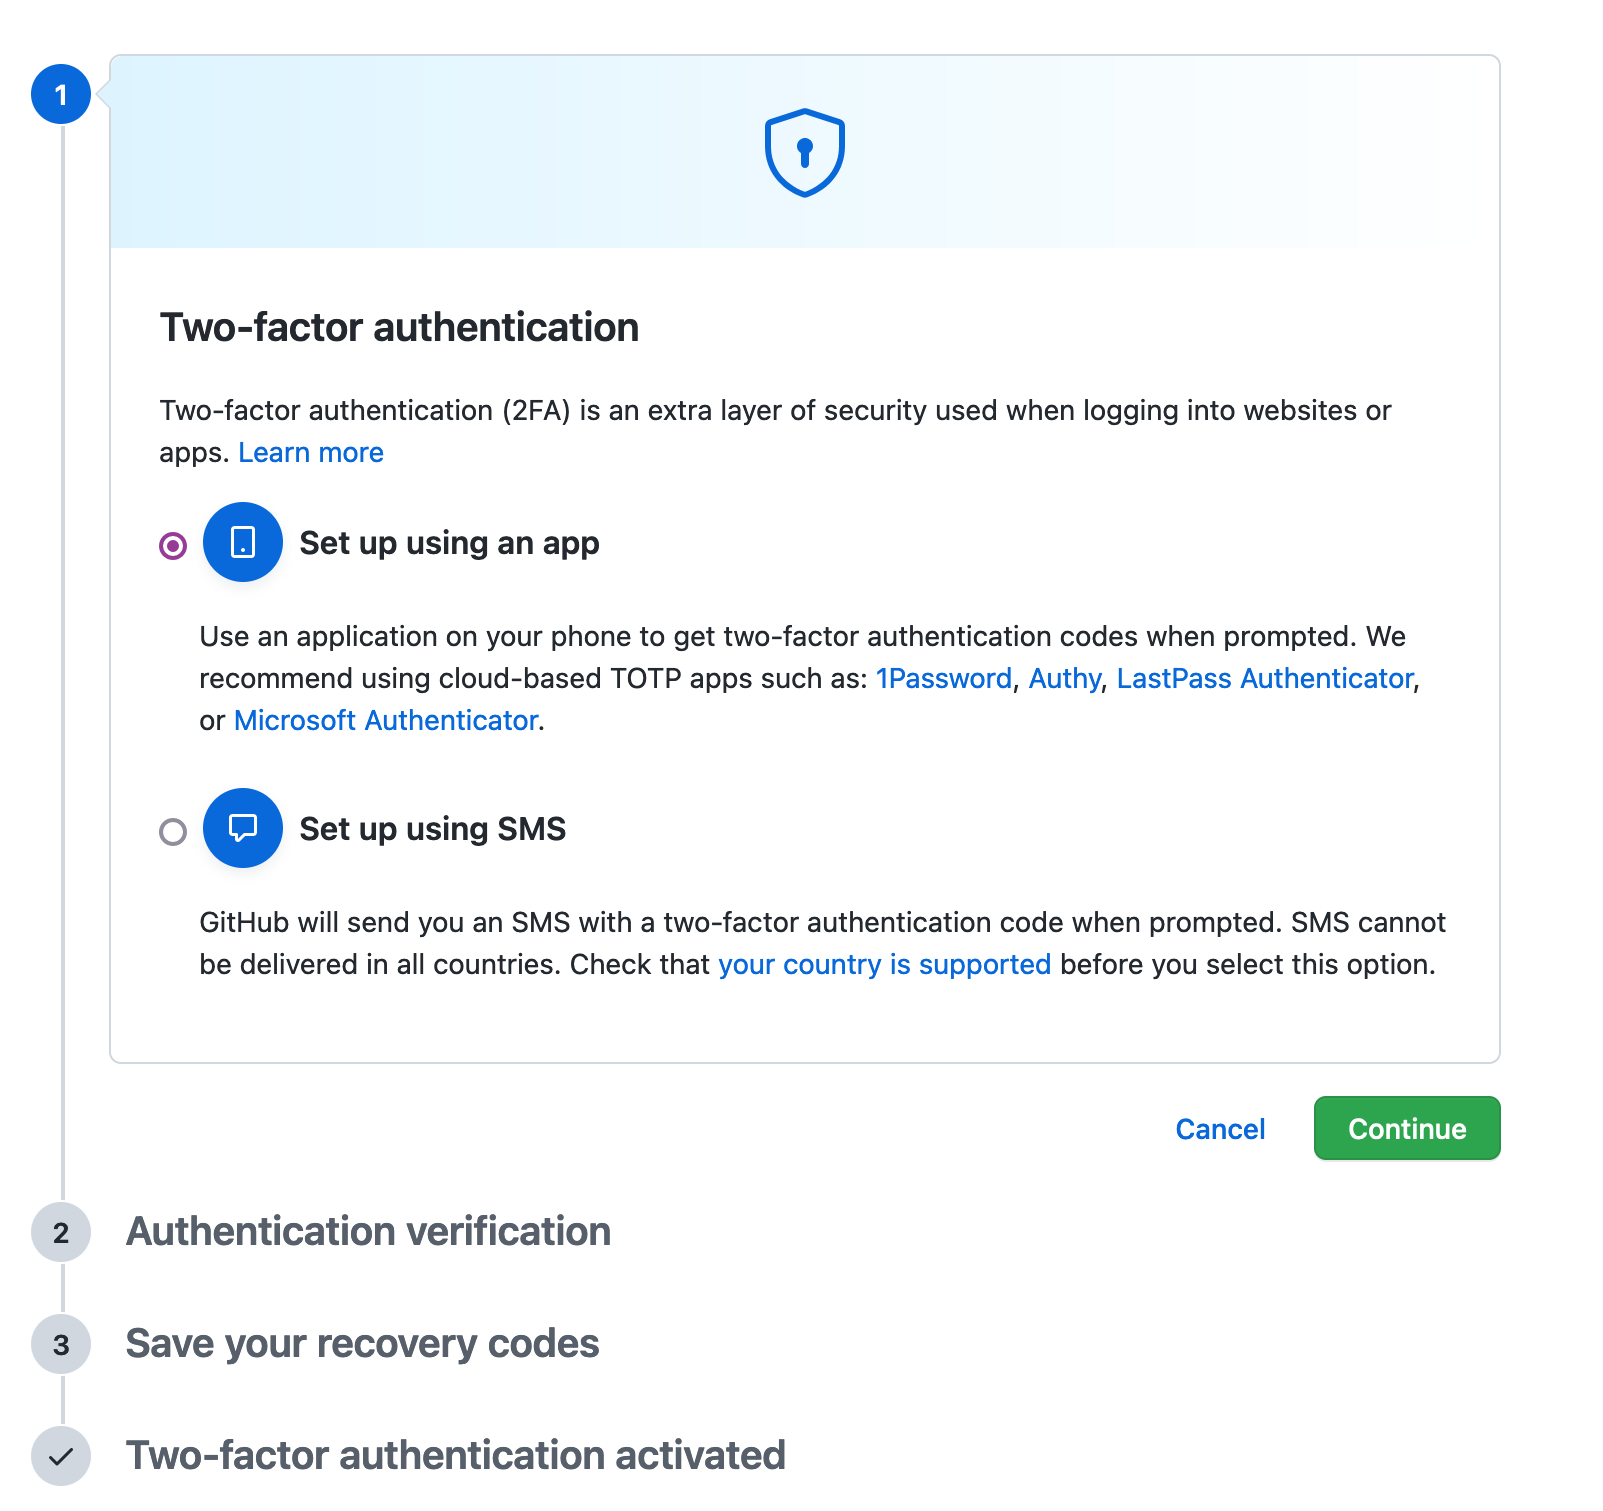 1
Two-factor authentication
Two-factor authentication (2FA) is an extra layer of security used when logging into websites or
apps. Learn more
Set up using an app
Use an application on your phone to get two-factor authentication codes when prompted. We
recommend using cloud-based TOTP apps such as: 1Password, Authy, LastPass Authenticator,
or Microsoft Authenticator.
Set up using SMS
GitHub will send you an SMS with a two-factor authentication code when prompted. SMS cannot
be delivered in all countries. Check that your country is supported before you select this option.
Cancel Continue
2 Authentication verification
3 Save your recovery codes
Two-factor authentication activated